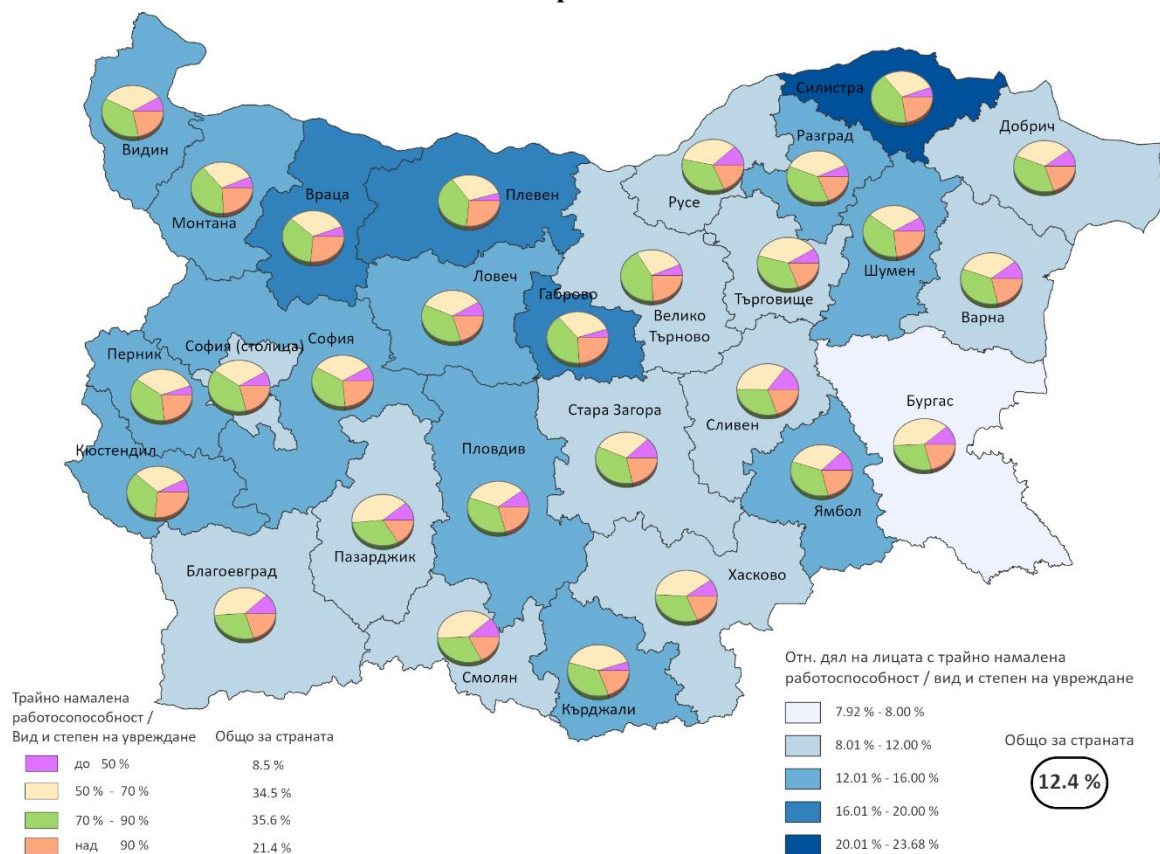 Силистра
Добрич
Разград
Видин
Враца
Плевен
Русе
Монтана
Шумен
Ловеч
Търговище
Габрово
Велико
Търново
Варна
Перник
София (столица)
София
Бургас
Стара Загора
Сливен
Кюстендил
Пловдив
Ямбол
Пазарджик
Благоевград
Хасково
Смолян
Кърджали
Трайно намалена
работосопособност /
Вид и степен на увреждане Общо за страната
до 50 % 8.5 %
50 % - 70 % 34.5 %
70 % - 90 % 35.6 %
над 90 % 21.4 %
Отн. дял на лицата с трайно намалена
работоспособност / вид и степен на увреждане
7.92 % - 8.00 %
8.01 % - 12.00 %
12.01 % - 16.00 %
16.01 % - 20.00 %
20.01 % - 23.68 %
Общо за страната
12.4 %